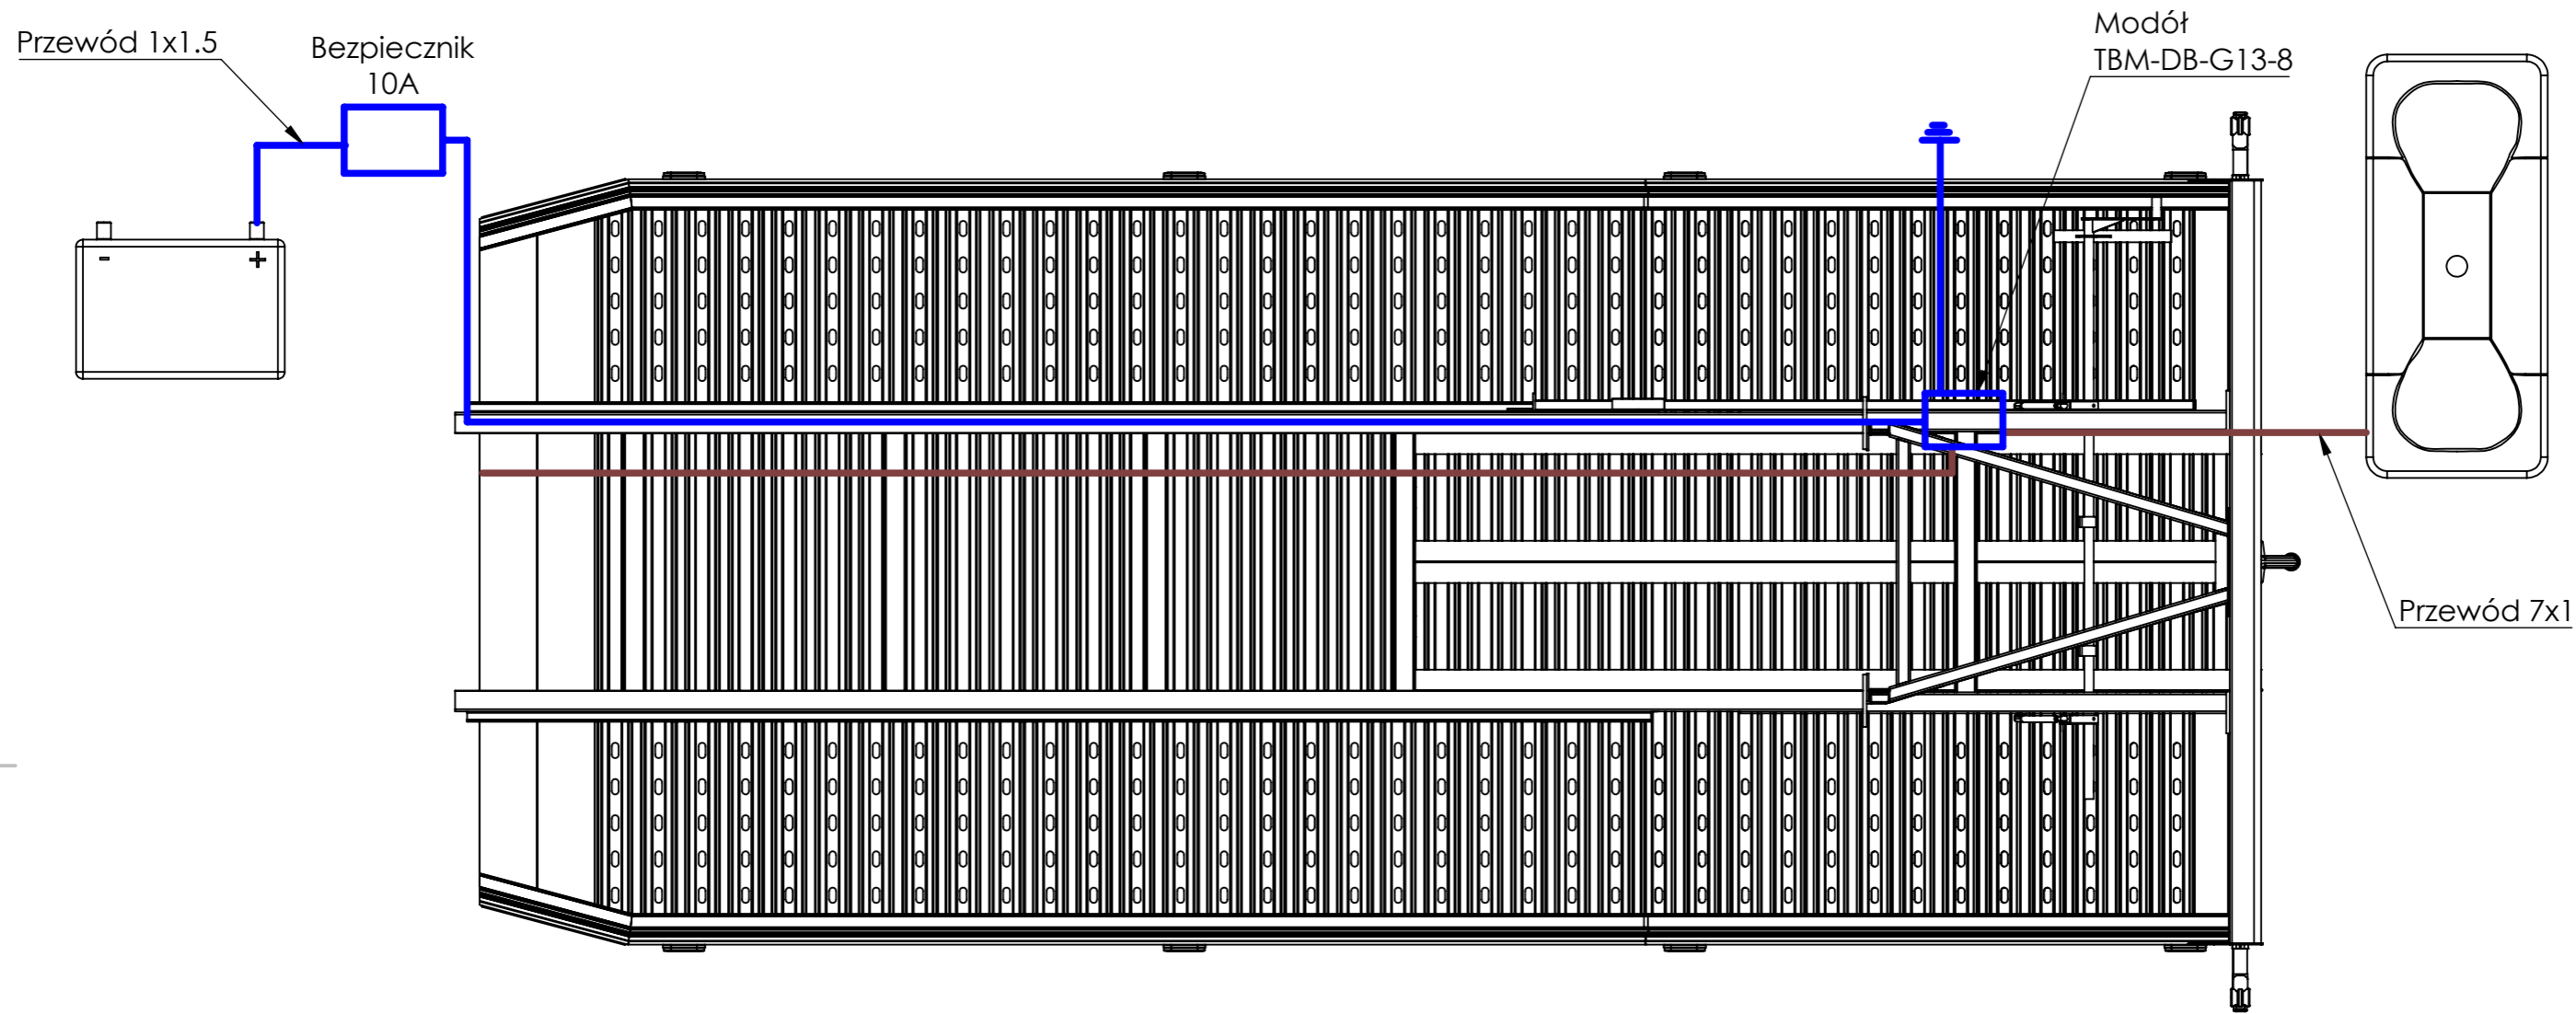 Przewód 1x1.5
Bezpiecznik
10A
Modół
TBM-DB-G13-8
- +
Przewód 7x1